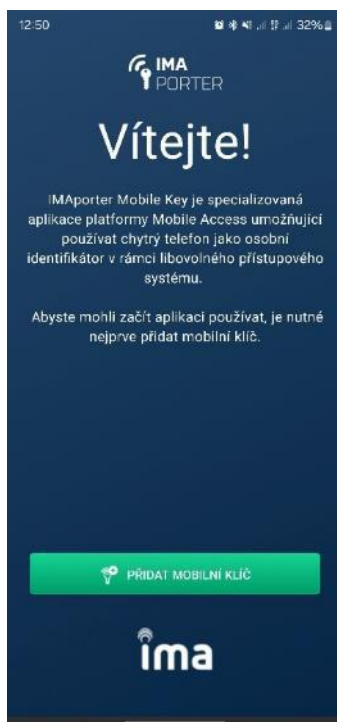 12:50
32%
IMA
PORTER
Vítejte!
IMAporter Mobile Key je specializovaná
aplikace platformy Mobile Access umožňující
používat chytrý telefon jako osobní
identifikátor v rámci libovolného přístupového
systému.
Abyste mohli začít aplikaci používat, je nutné
nejprve přidat mobilní klíč.
PŘIDAT MOBILNÍ KLÍČ
ima